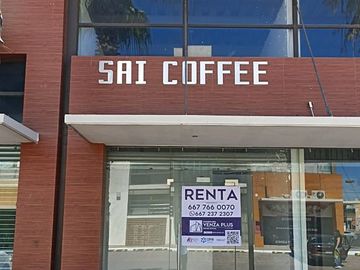 SAI COFFEE
RENTA
667 766 0070
667 237 2307
VENZA PLUS